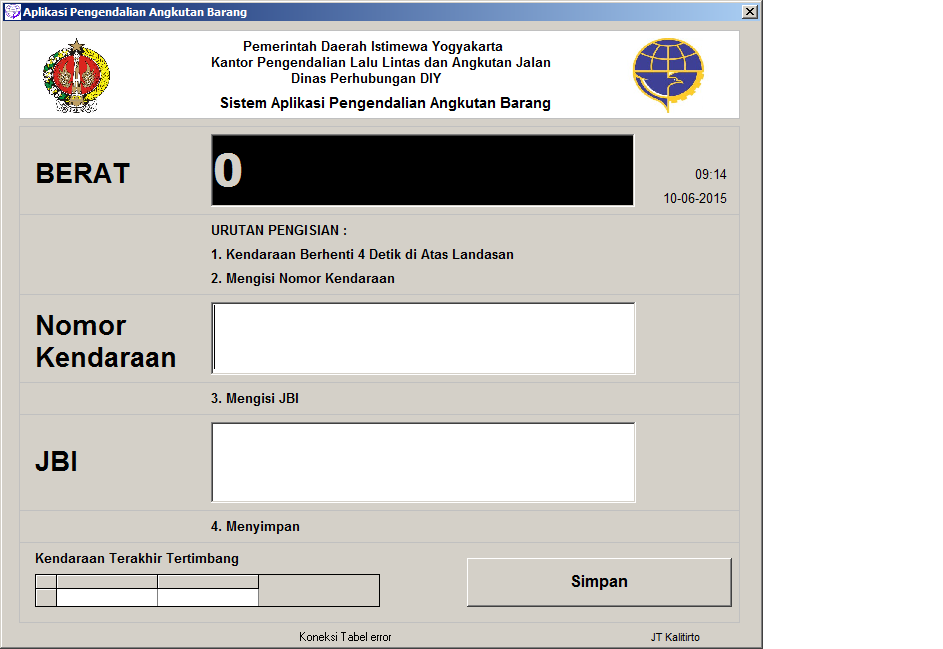 Aplikasi Pengendalian Angkutan Barang
Pemerintah Daerah Istimewa Yogyakarta
Kantor Pengendalian Lalu Lintas dan Angkutan Jalan
Dinas Perhubungan DIY
Sistem Aplikasi Pengendalian Angkutan Barang
BERAT
0
09:14
10-06-2015
URUTAN PENGISIAN :
1. Kendaraan Berhenti 4 Detik di Atas Landasan
2. Mengisi Nomor Kendaraan
Nomor
Kendaraan
3. Mengisi JBI
JBI
4. Menyimpan
Kendaraan Terakhir Tertimbang
Simpan
Koneksi Tabel error
JT Kalitirto